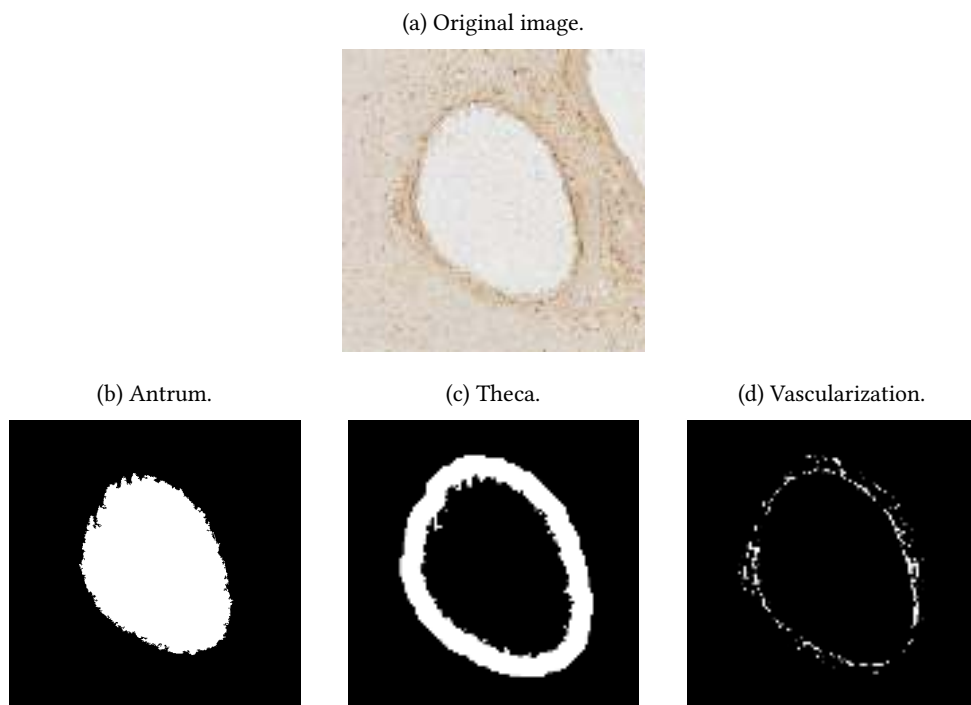 (a) Original image.
(b) Antrum.
(c) Theca.
(d) Vascularization.